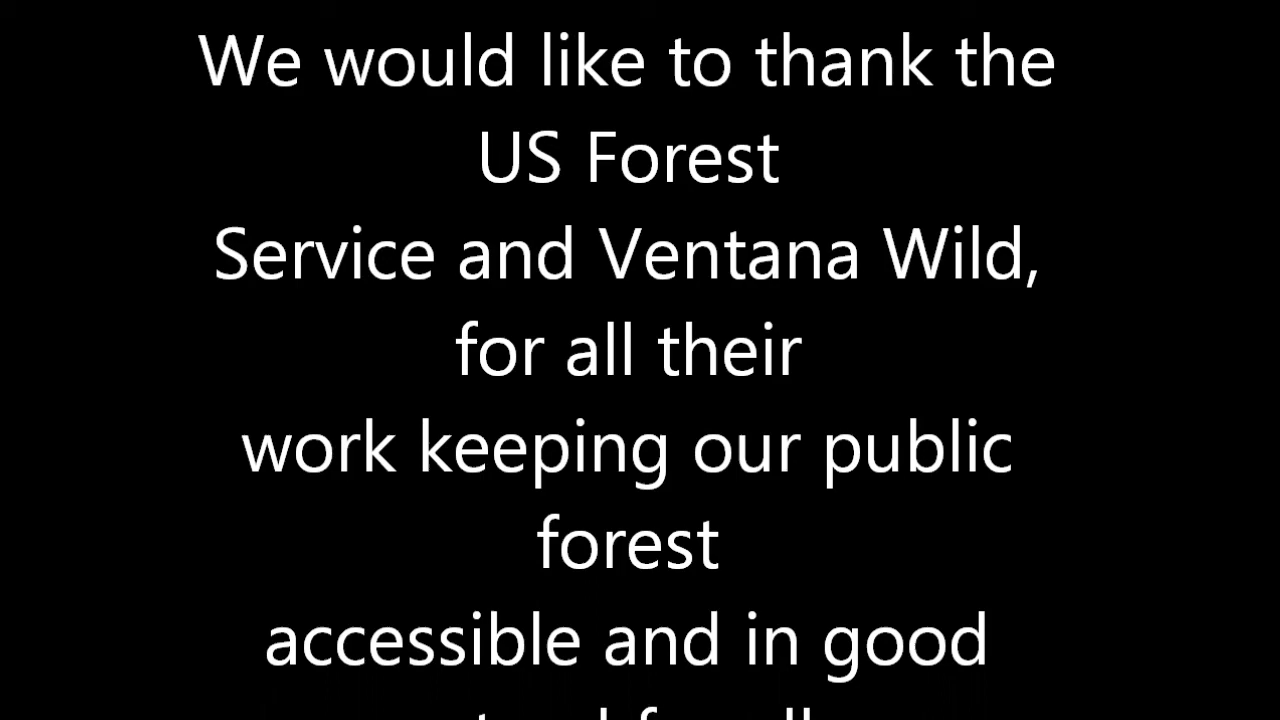 We would like to thank the
US Forest
Service and Ventana Wild,
for all their
work keeping our public
forest
accessible and in good